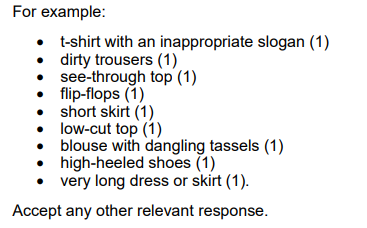 For example:
• t-shirt with an inappropriate slogan (1)
• dirty trousers (1)
• see-through top (1)
• flip-flops (1)
• short skirt (1)
• low-cut top (1)
• blouse with dangling tassels (1)
• high-heeled shoes (1)
• very long dress or skirt (1).
Accept any other relevant response.